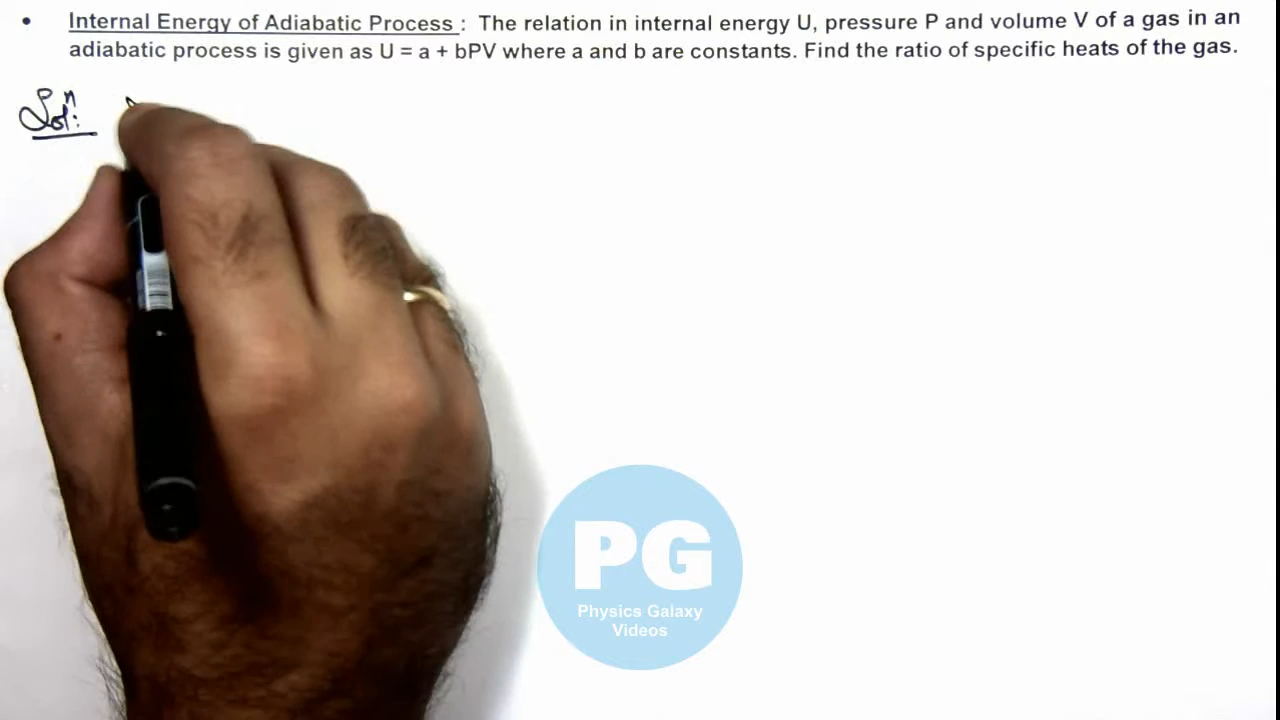 • Internal Energy of Adiabatic Process : The relation in internal energy U, pressure P and volume V of a gas in an
adiabatic process is given as U = a + bPV where a and b are constants. Find the ratio of specific heats of the gas.
Solⁿ:
PG
Physics Galaxy
Videos